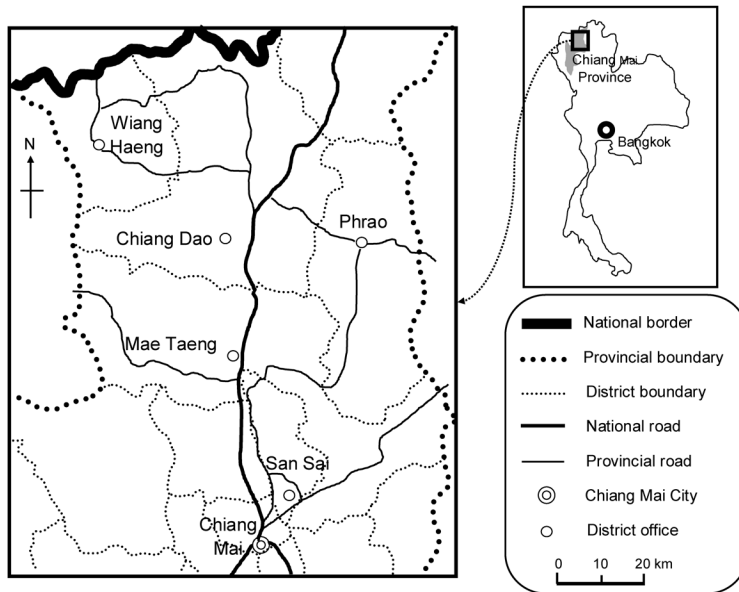 Wiang
Haeng
N
Phrao
Chiang Dao
Mae Taeng
San Sai
Chiang
Mai
Chiang Mai
Province
Bangkok
National border
Provincial boundary
District boundary
National road
Provincial road
Chiang Mai City
District office
0 10 20 km